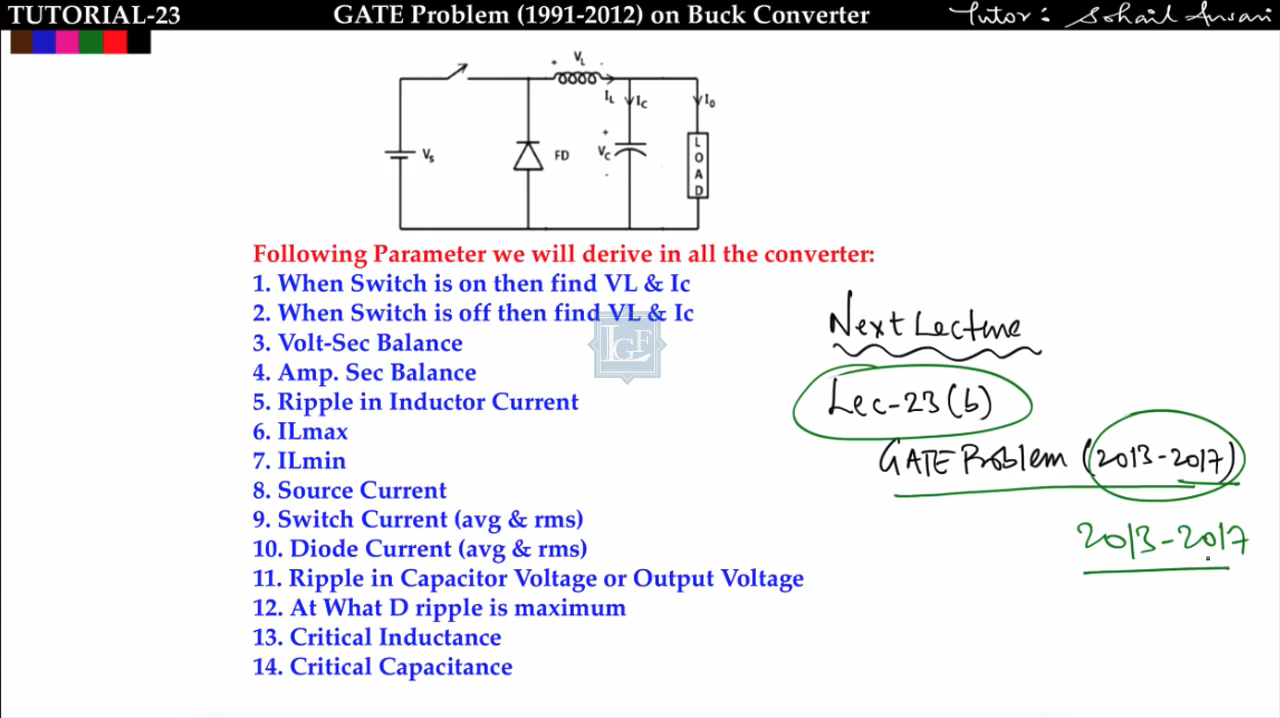 TUTORIAL-23 GATE Problem (1991-2012) on Buck Converter Tutor: Sohail Ansari
+ VL -
IL IC IO
Vs FD + VC - LOAD
Following Parameter we will derive in all the converter:
1. When Switch is on then find VL & Ic
2. When Switch is off then find VL & Ic
3. Volt-Sec Balance
4. Amp. Sec Balance
5. Ripple in Inductor Current
6. ILmax
7. ILmin
8. Source Current
9. Switch Current (avg & rms)
10. Diode Current (avg & rms)
11. Ripple in Capacitor Voltage or Output Voltage
12. At What D ripple is maximum
13. Critical Inductance
14. Critical Capacitance
LGF
Next Lecture
Lec-23(b)
GATE Problem (2013-2017)
2013-2017